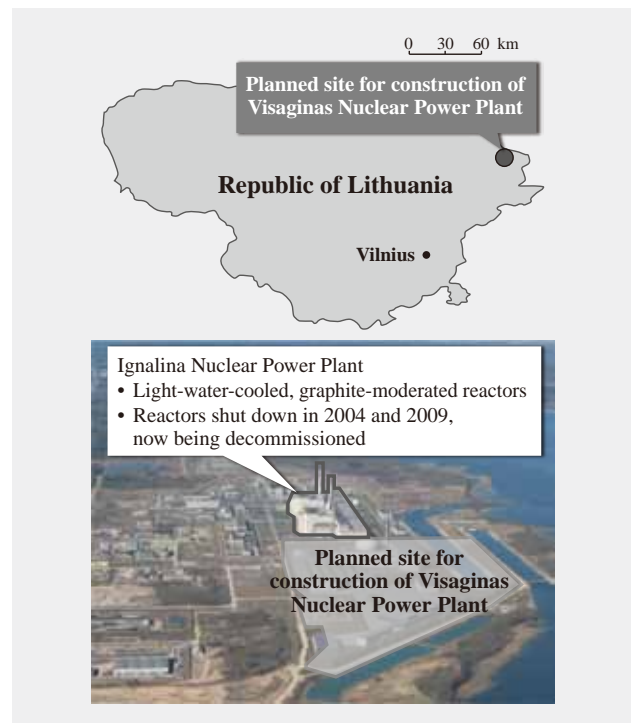 0 30 60 km
Planned site for construction of
Visaginas Nuclear Power Plant
Republic of Lithuania
Vilnius
Ignalina Nuclear Power Plant
• Light-water-cooled, graphite-moderated reactors
• Reactors shut down in 2004 and 2009,
now being decommissioned
Planned site for
construction of Visaginas
Nuclear Power Plant